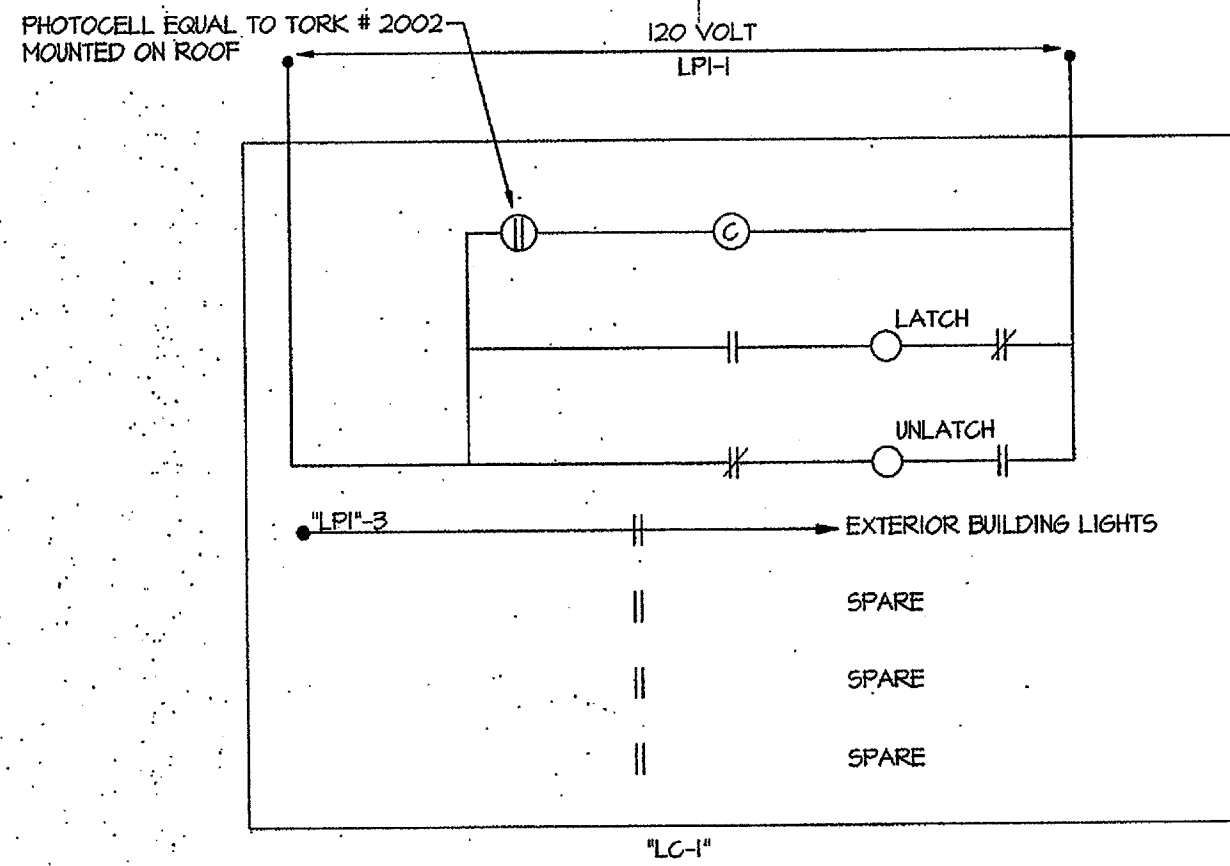 PHOTOCELL EQUAL TO TORK # 2002
MOUNTED ON ROOF
120 VOLT
LP1-1
C
LATCH
UNLATCH
"LP1"-3
EXTERIOR BUILDING LIGHTS
SPARE
SPARE
SPARE
"LC-1"